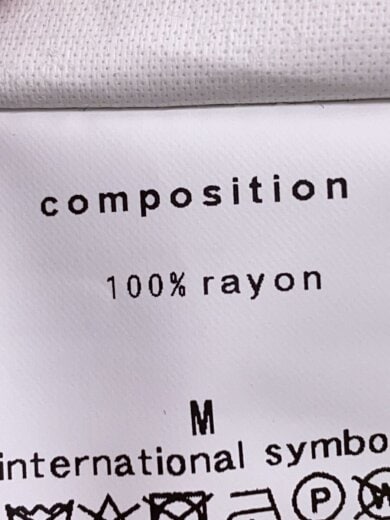 composition
100% rayon
M
international symbo
P